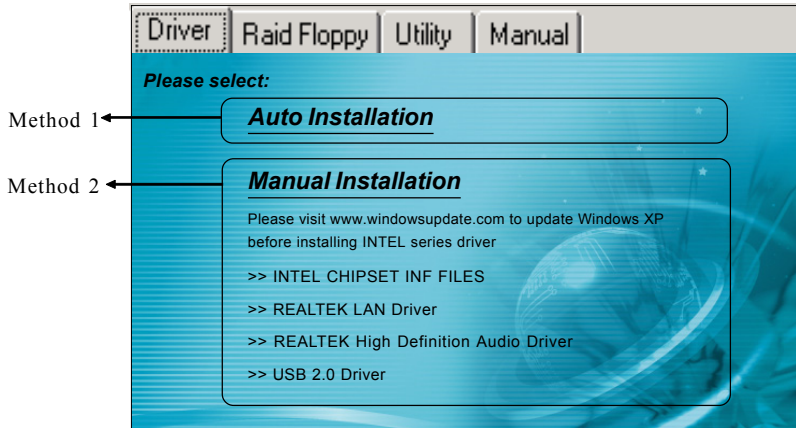 Driver
Raid Floppy
Utility
Manual
Please select:
Method 1
Auto Installation
Method 2
Manual Installation
Please visit www.windowsupdate.com to update Windows XP
before installing INTEL series driver
>> INTEL CHIPSET INF FILES
>> REALTEK LAN Driver
>> REALTEK High Definition Audio Driver
>> USB 2.0 Driver